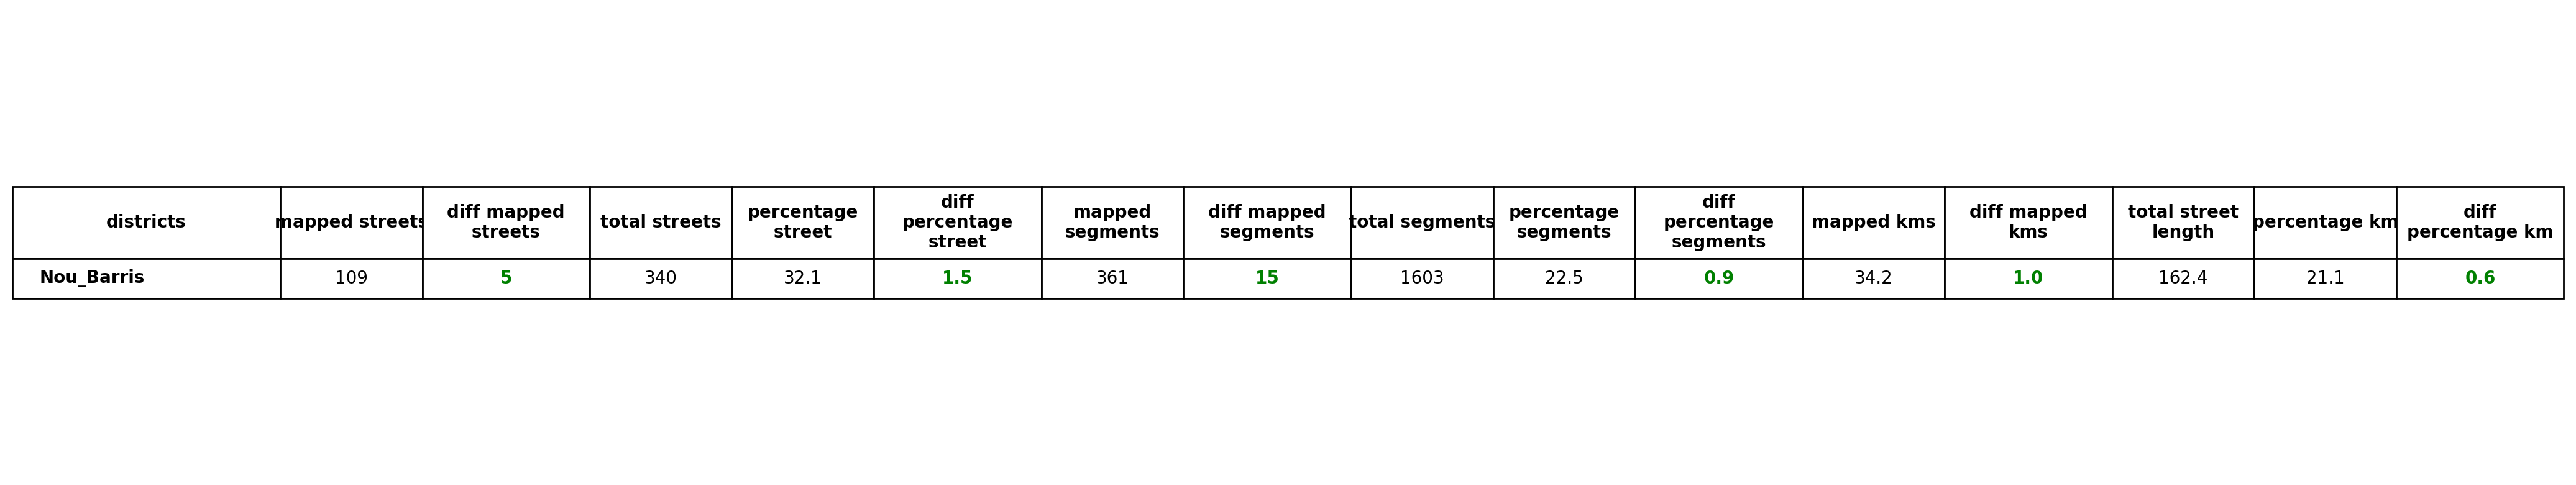 districts
mapped streets
diff mapped
streets
total streets
percentage
street
diff
percentage
street
mapped
segments
diff mapped
segments
total segments
percentage
segments
diff
percentage
segments
mapped kms
diff mapped
kms
total street
length
percentage km
diff
percentage km
Nou_Barris 109 5 340 32.1 1.5 361 15 1603 22.5 0.9 34.2 1.0 162.4 21.1 0.6